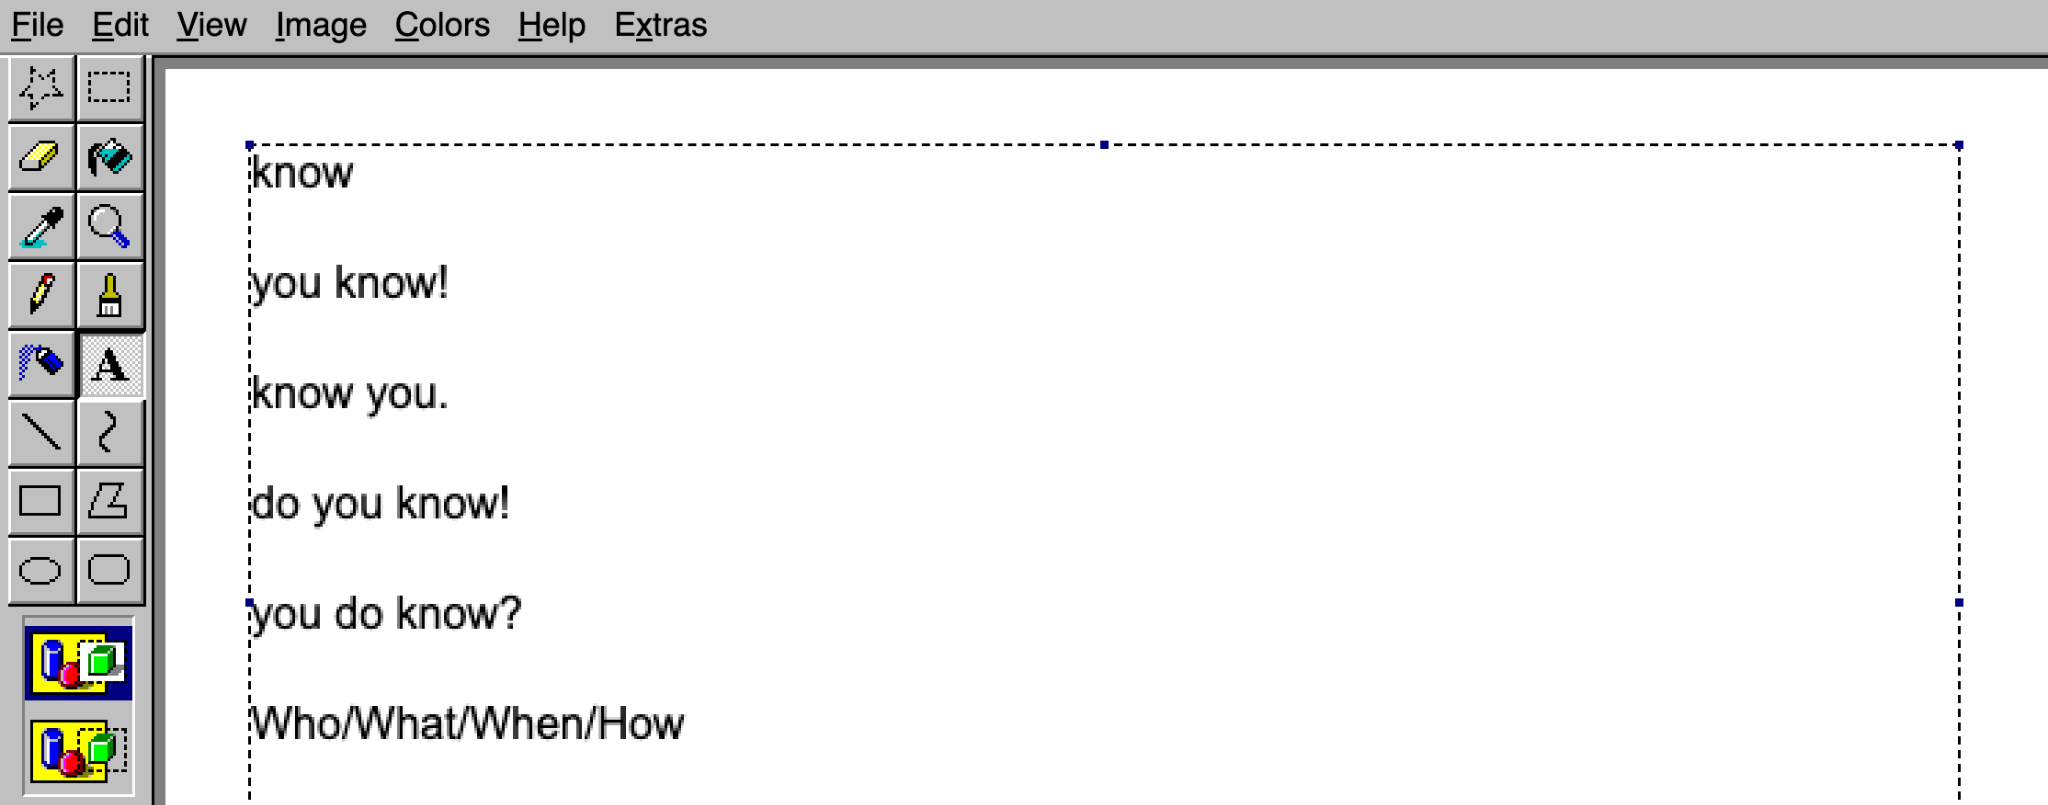 File Edit View Image Colors Help Extras
A
know
you know!
know you.
do you know!
you do know?
Who/What/When/How